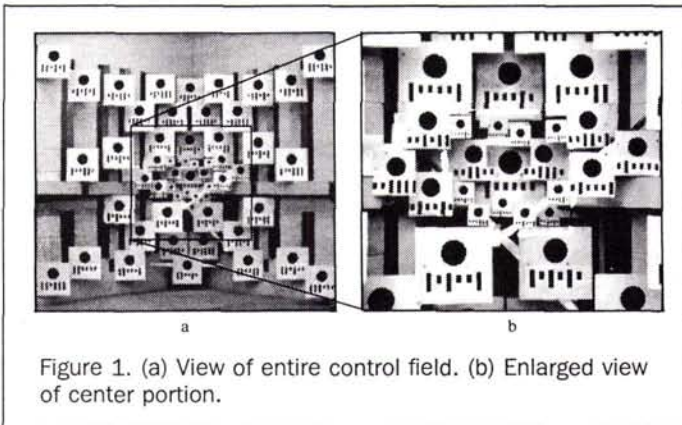 a
b
Figure 1. (a) View of entire control field. (b) Enlarged view
of center portion.